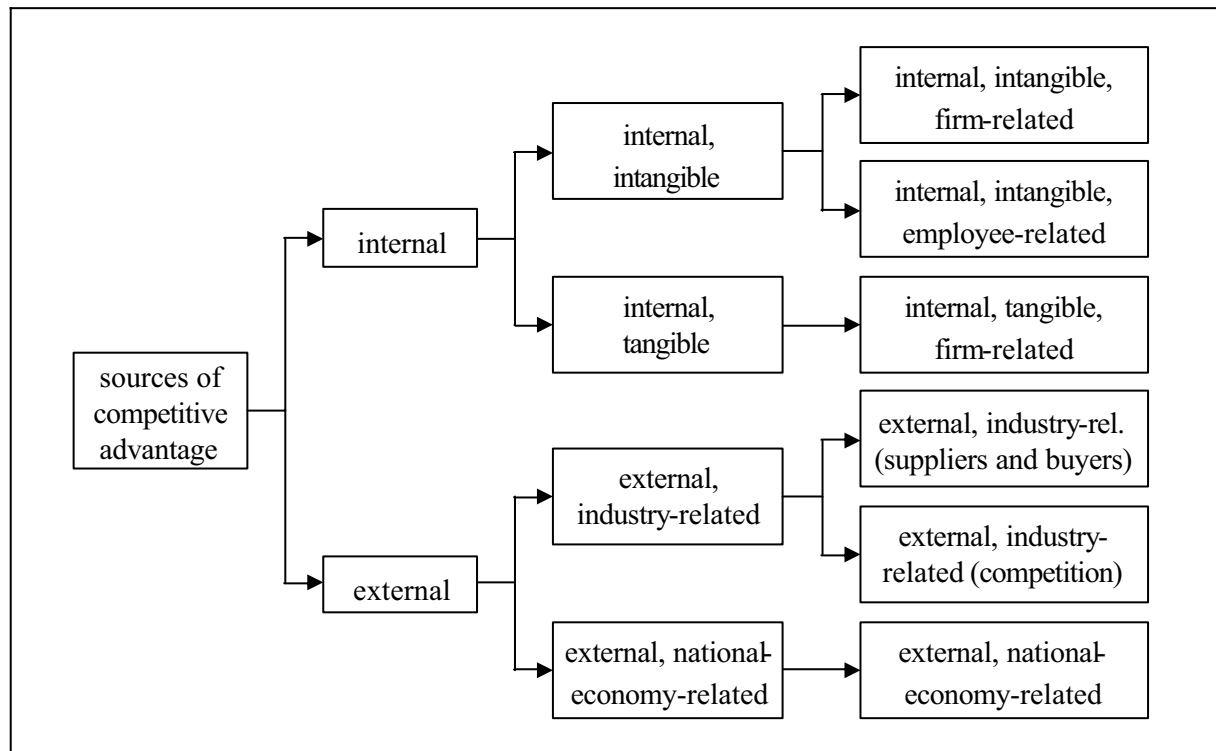 sources of
competitive
advantage
internal
external
internal,
intangible
internal,
tangible
external,
industry-related
external, national-
economy-related
internal, intangible,
firm-related
internal, intangible,
employee-related
internal, tangible,
firm-related
external, industry-rel.
(suppliers and buyers)
external, industry-
related (competition)
external, national-
economy-related